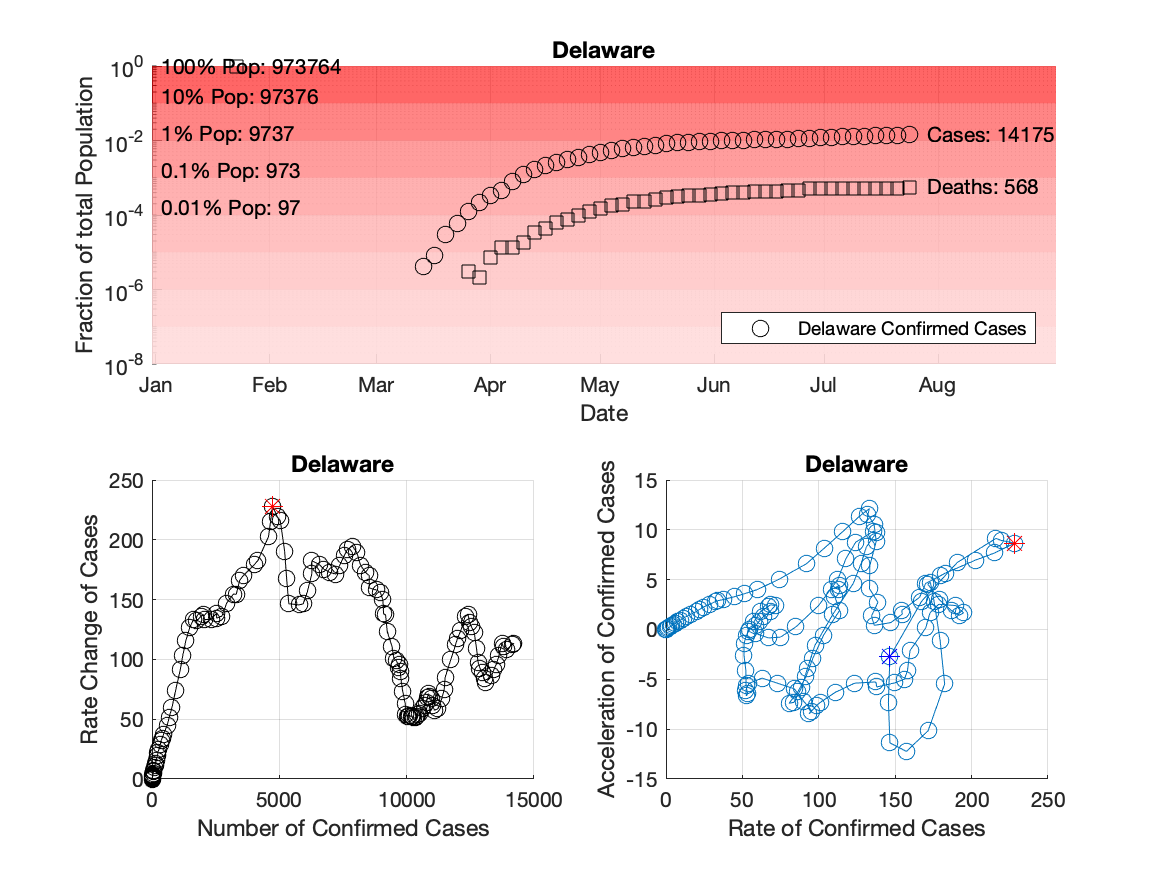 Delaware
10^0
100% Pop: 973764
10% Pop: 97376
10^-2
1% Pop: 9737
Cases: 14175
0.1% Pop: 973
Deaths: 568
10^-4
0.01% Pop: 97
10^-6
Delaware Confirmed Cases
10^-8
Fraction of total Population
Jan Feb Mar Apr May Jun Jul Aug
Date
Delaware
250
200
150
100
50
0
Rate Change of Cases
0 5000 10000 15000
Number of Confirmed Cases
Delaware
15
10
5
0
-5
-10
-15
Acceleration of Confirmed Cases
0 50 100 150 200 250
Rate of Confirmed Cases